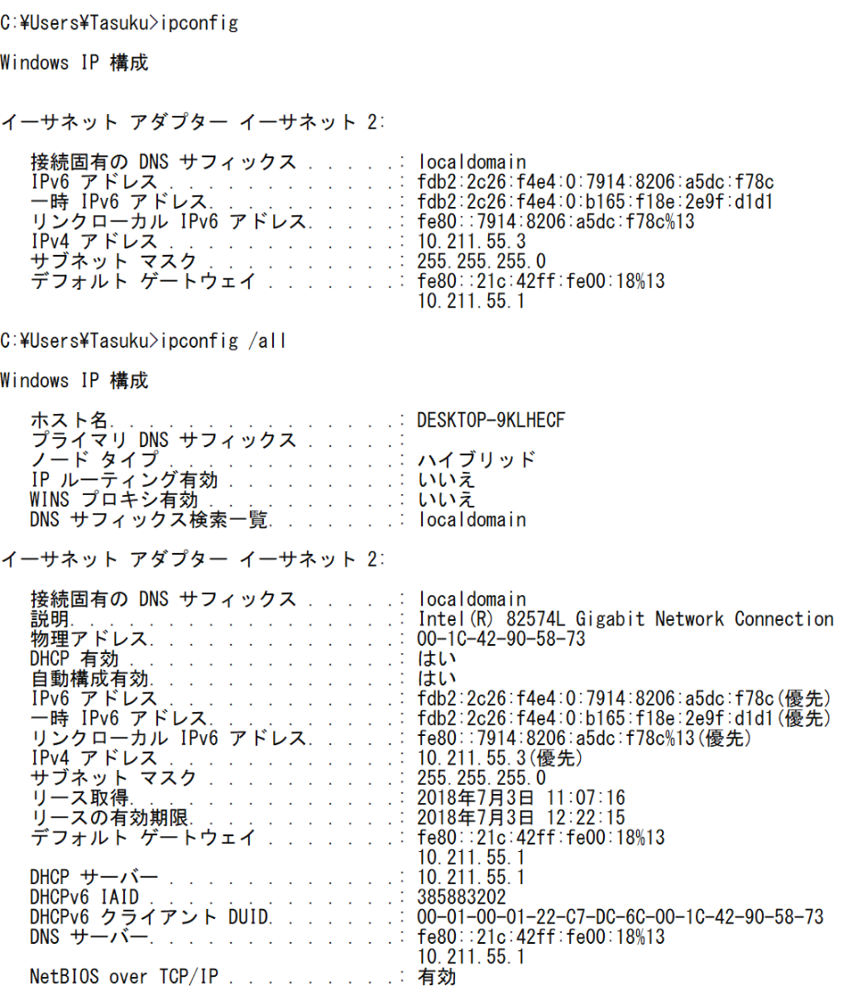 C:¥Users¥Tasuku>ipconfig
Windows IP 構成
イーサネット アダプター イーサネット 2:
接続固有の DNS サフィックス . . . . .: localdomain
IPv6 アドレス . . . . . . . . . . . .: fdb2:2c26:f4e4:0:7914:8206:a5dc:f78c
一時 IPv6 アドレス. . . . . . . . . .: fdb2:2c26:f4e4:0:b165:f18e:2e9f:d1d1
リンクローカル IPv6 アドレス. . . . .: fe80::7914:8206:a5dc:f78c%13
IPv4 アドレス . . . . . . . . . . . .: 10.211.55.3
サブネット マスク . . . . . . . . . .: 255.255.255.0
デフォルト ゲートウェイ . . . . . . .: fe80::21c:42ff:fe00:18%13
10.211.55.1
C:¥Users¥Tasuku>ipconfig /all
Windows IP 構成
ホスト名. . . . . . . . . . . . . . .: DESKTOP-9KLHECF
プライマリ DNS サフィックス . . . . .:
ノード タイプ . . . . . . . . . . . .: ハイブリッド
IP ルーティング有効 . . . . . . . . .: いいえ
WINS プロキシ有効 . . . . . . . . . .: いいえ
DNS サフィックス検索一覧. . . . . . .: localdomain
イーサネット アダプター イーサネット 2:
接続固有の DNS サフィックス . . . . .: localdomain
説明. . . . . . . . . . . . . . . . .: Intel(R) 82574L Gigabit Network Connection
物理アドレス. . . . . . . . . . . . .: 00-1C-42-90-58-73
DHCP 有効 . . . . . . . . . . . . . .: はい
自動構成有効. . . . . . . . . . . . .: はい
IPv6 アドレス . . . . . . . . . . . .: fdb2:2c26:f4e4:0:7914:8206:a5dc:f78c(優先)
一時 IPv6 アドレス. . . . . . . . . .: fdb2:2c26:f4e4:0:b165:f18e:2e9f:d1d1(優先)
リンクローカル IPv6 アドレス. . . . .: fe80::7914:8206:a5dc:f78c%13(優先)
IPv4 アドレス . . . . . . . . . . . .: 10.211.55.3(優先)
サブネット マスク . . . . . . . . . .: 255.255.255.0
リース取得. . . . . . . . . . . . . .: 2018年7月3日 11:07:16
リースの有効期限. . . . . . . . . . .: 2018年7月3日 12:22:15
デフォルト ゲートウェイ . . . . . . .: fe80::21c:42ff:fe00:18%13
10.211.55.1
DHCP サーバー . . . . . . . . . . . .: 10.211.55.1
DHCPv6 IAID . . . . . . . . . . . . .: 385883202
DHCPv6 クライアント DUID. . . . . . .: 00-01-00-01-22-C7-DC-6C-00-1C-42-90-58-73
DNS サーバー. . . . . . . . . . . . .: fe80::21c:42ff:fe00:18%13
10.211.55.1
NetBIOS over TCP/IP . . . . . . . . .: 有効